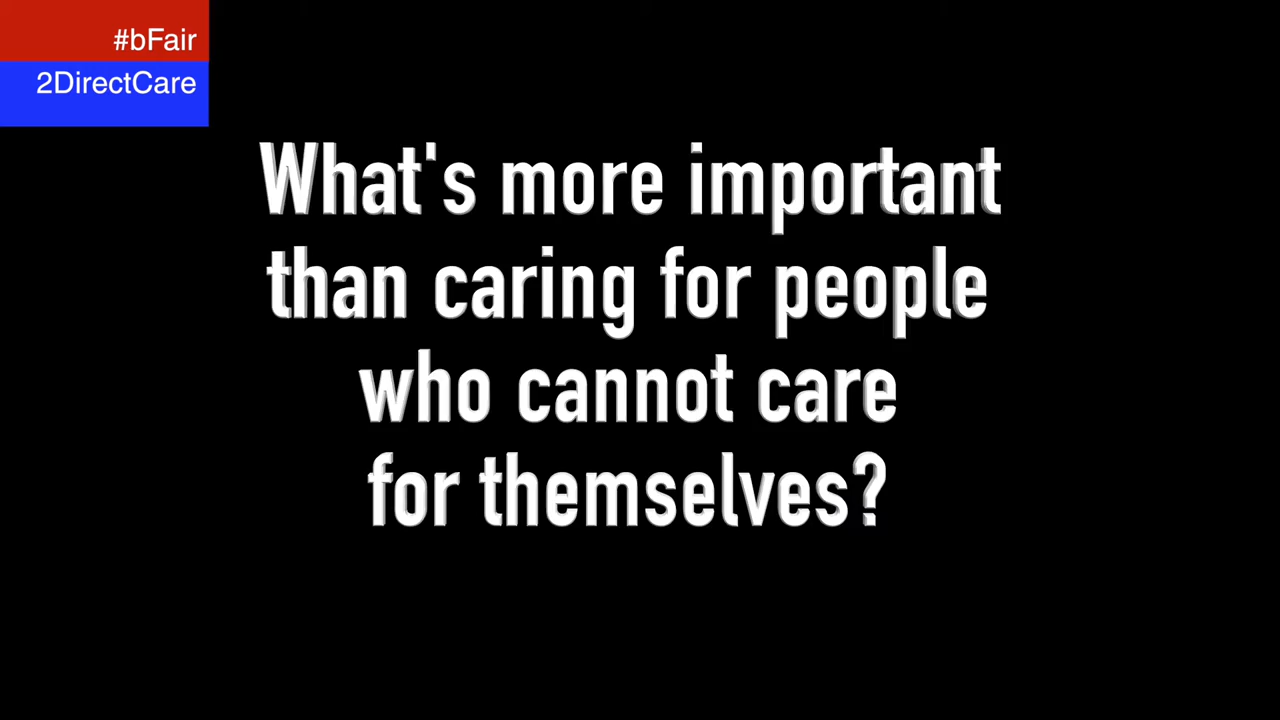 #bFair
2DirectCare
What's more important
than caring for people
who cannot care
for themselves?